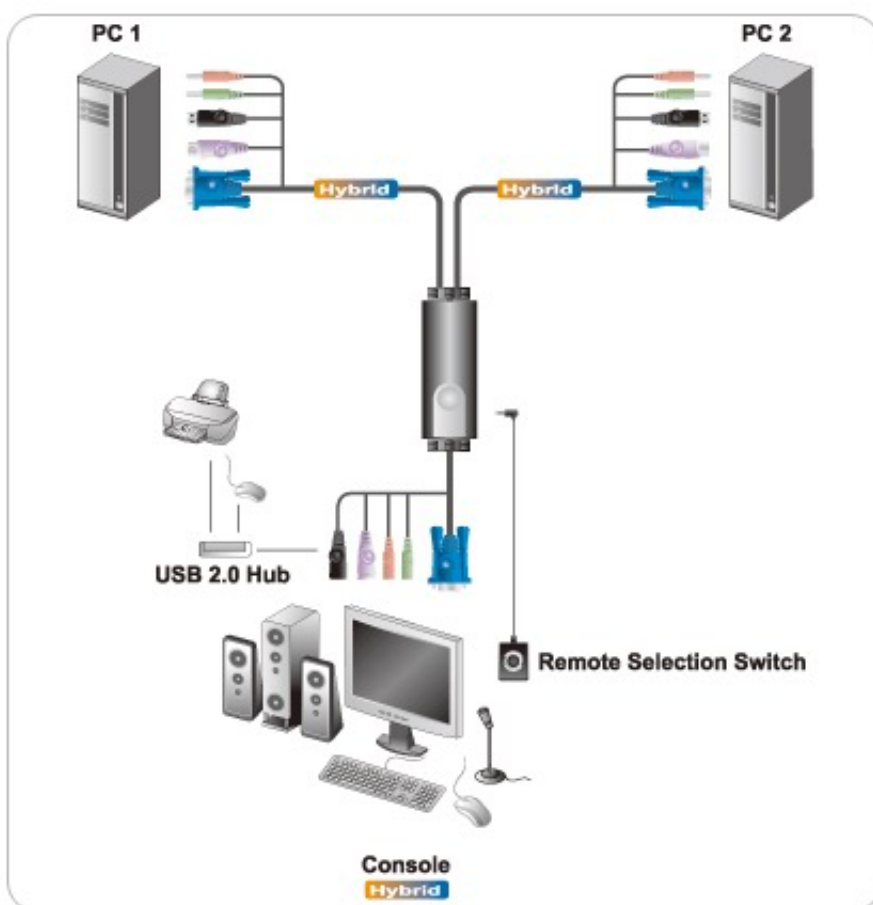 PC 1
PC 2
Hybrid
Hybrid
USB 2.0 Hub
Remote Selection Switch
Console
Hybrid